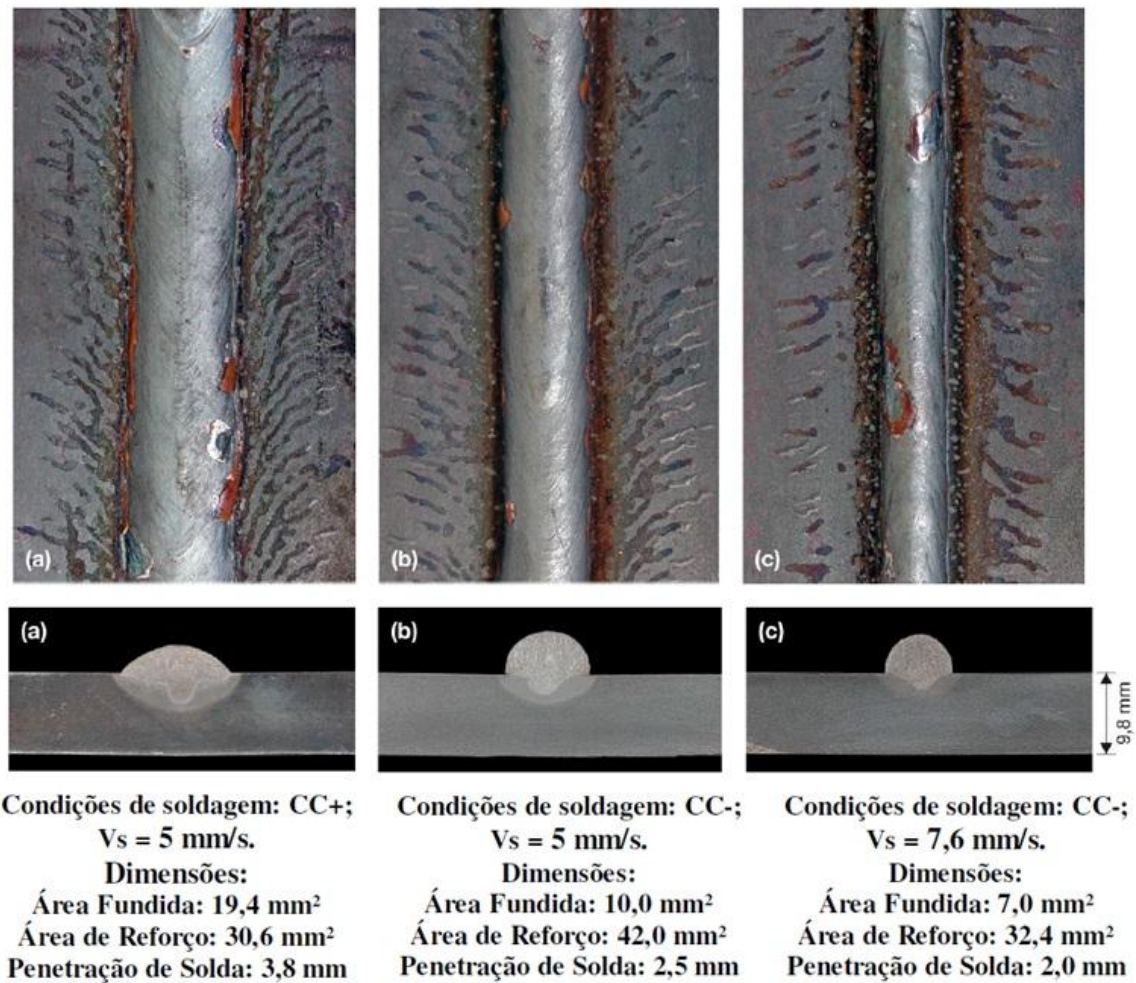 (a)
(b)
(c)
(a)
(b)
(c)
9,8 mm
Condições de soldagem: CC+;
Vs = 5 mm/s.
Dimensões:
Área Fundida: 19,4 mm²
Área de Reforço: 30,6 mm²
Penetração de Solda: 3,8 mm
Condições de soldagem: CC-;
Vs = 5 mm/s.
Dimensões:
Área Fundida: 10,0 mm²
Área de Reforço: 42,0 mm²
Penetração de Solda: 2,5 mm
Condições de soldagem: CC-;
Vs = 7,6 mm/s.
Dimensões:
Área Fundida: 7,0 mm²
Área de Reforço: 32,4 mm²
Penetração de Solda: 2,0 mm